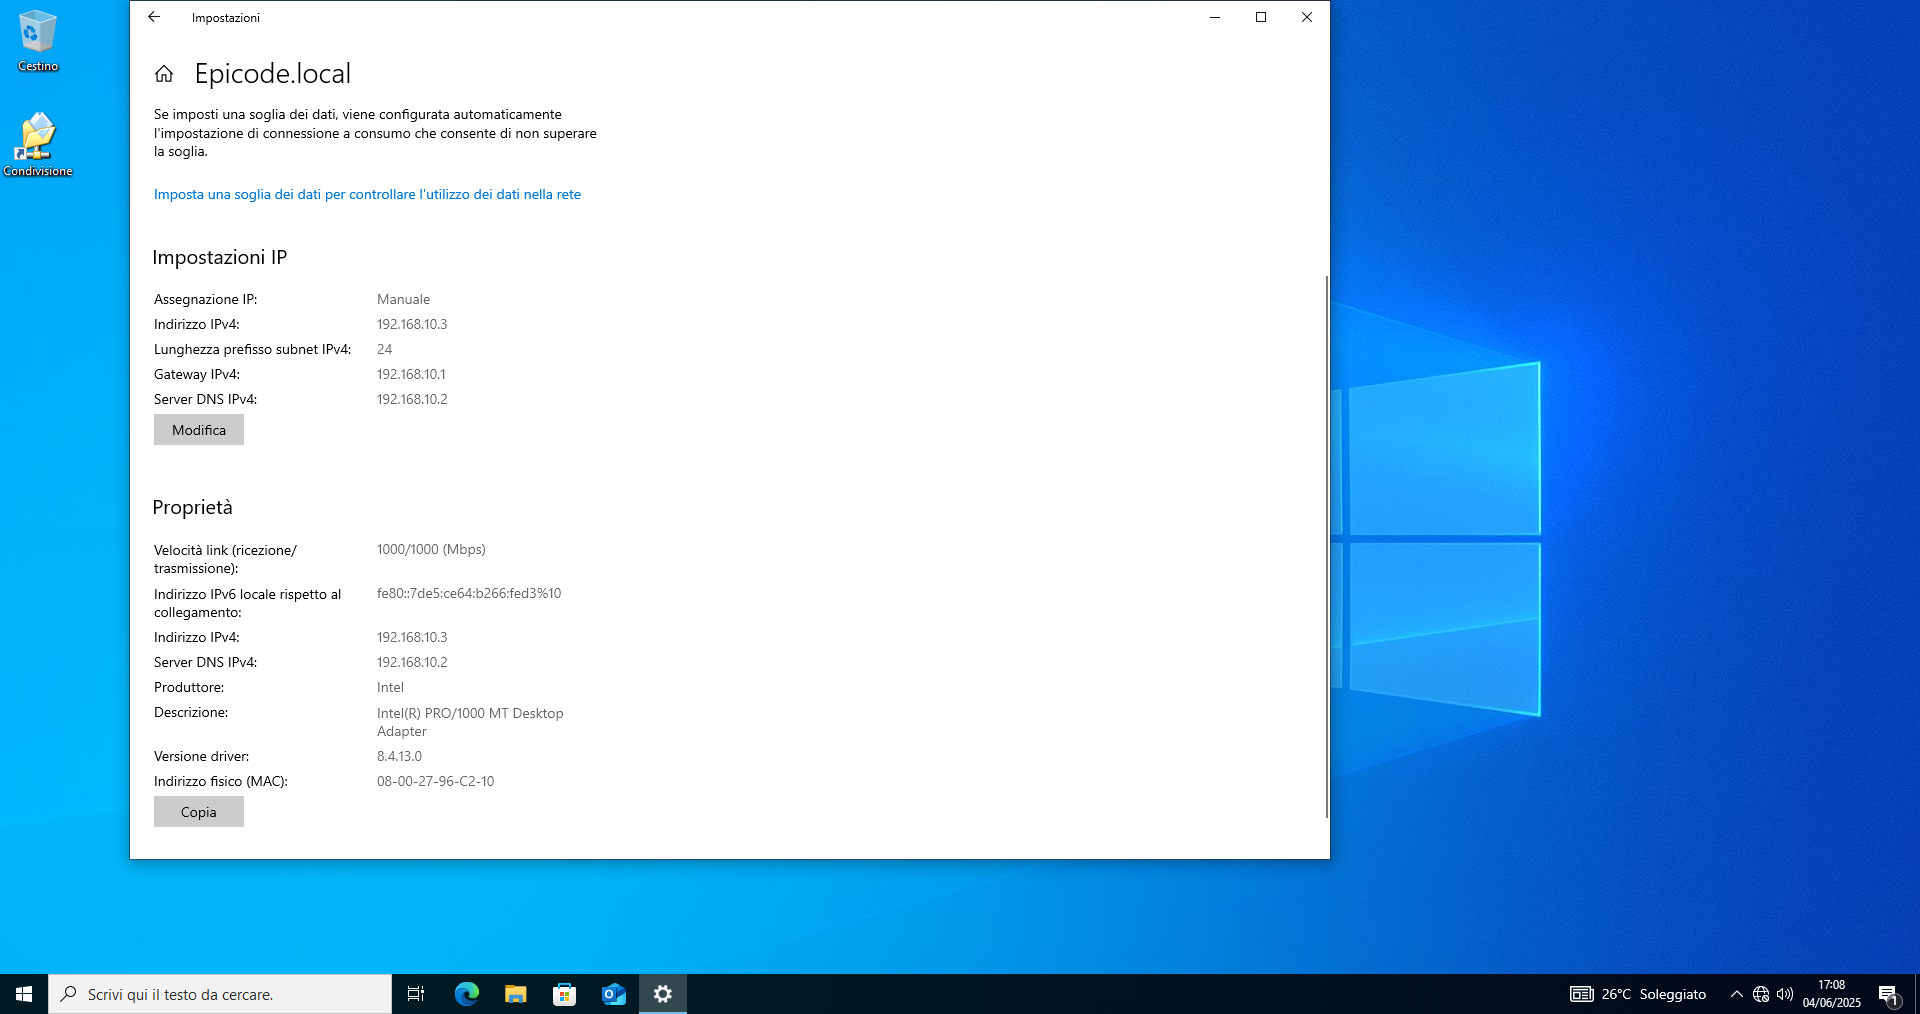 Cestino
Condivisione
Impostazioni
Epicode.local
Se imposti una soglia dei dati, viene configurata automaticamente
l'impostazione di connessione a consumo che consente di non superare
la soglia.
Imposta una soglia dei dati per controllare l'utilizzo dei dati nella rete
Impostazioni IP
Assegnazione IP: Manuale
Indirizzo IPv4: 192.168.10.3
Lunghezza prefisso subnet IPv4: 24
Gateway IPv4: 192.168.10.1
Server DNS IPv4: 192.168.10.2
Modifica
Proprietà
Velocità link (ricezione/ 1000/1000 (Mbps)
trasmissione):
Indirizzo IPv6 locale rispetto al fe80::7de5:ce64:b266:fed3%10
collegamento:
Indirizzo IPv4: 192.168.10.3
Server DNS IPv4: 192.168.10.2
Produttore: Intel
Descrizione: Intel(R) PRO/1000 MT Desktop
Adapter
Versione driver: 8.4.13.0
Indirizzo fisico (MAC): 08-00-27-96-C2-10
Copia
Scrivi qui il testo da cercare.
26°C Soleggiato
17:08
04/06/2025
1